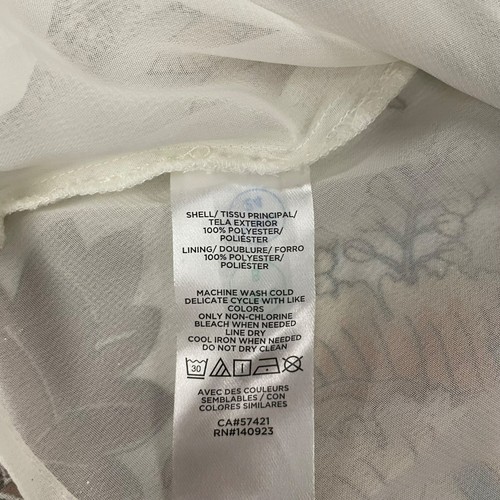 SHELL/ TISSU PRINCIPAL/
TELA EXTERIOR
100% POLYESTER/
POLIÉSTER
LINING/ DOUBLURE/ FORRO
100% POLYESTER/
POLIÉSTER
MACHINE WASH COLD
DELICATE CYCLE WITH LIKE
COLORS
ONLY NON-CHLORINE
BLEACH WHEN NEEDED
LINE DRY
COOL IRON WHEN NEEDED
DO NOT DRY CLEAN
30
AVEC DES COULEURS
SEMBLABLES / CON
COLORES SIMILARES
CA#57421
RN#140923